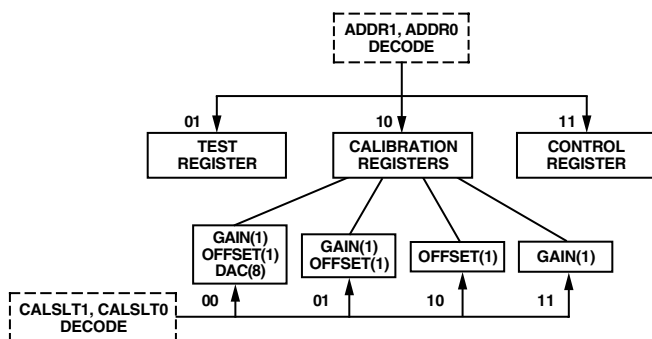 ADDR1, ADDR0
DECODE
01
10
11
TEST
REGISTER
CALIBRATION
REGISTERS
CONTROL
REGISTER
GAIN(1)
OFFSET(1)
DAC(8)
GAIN(1)
OFFSET(1)
OFFSET(1)
GAIN(1)
00
01
10
11
CALSLT1, CALSLT0
DECODE